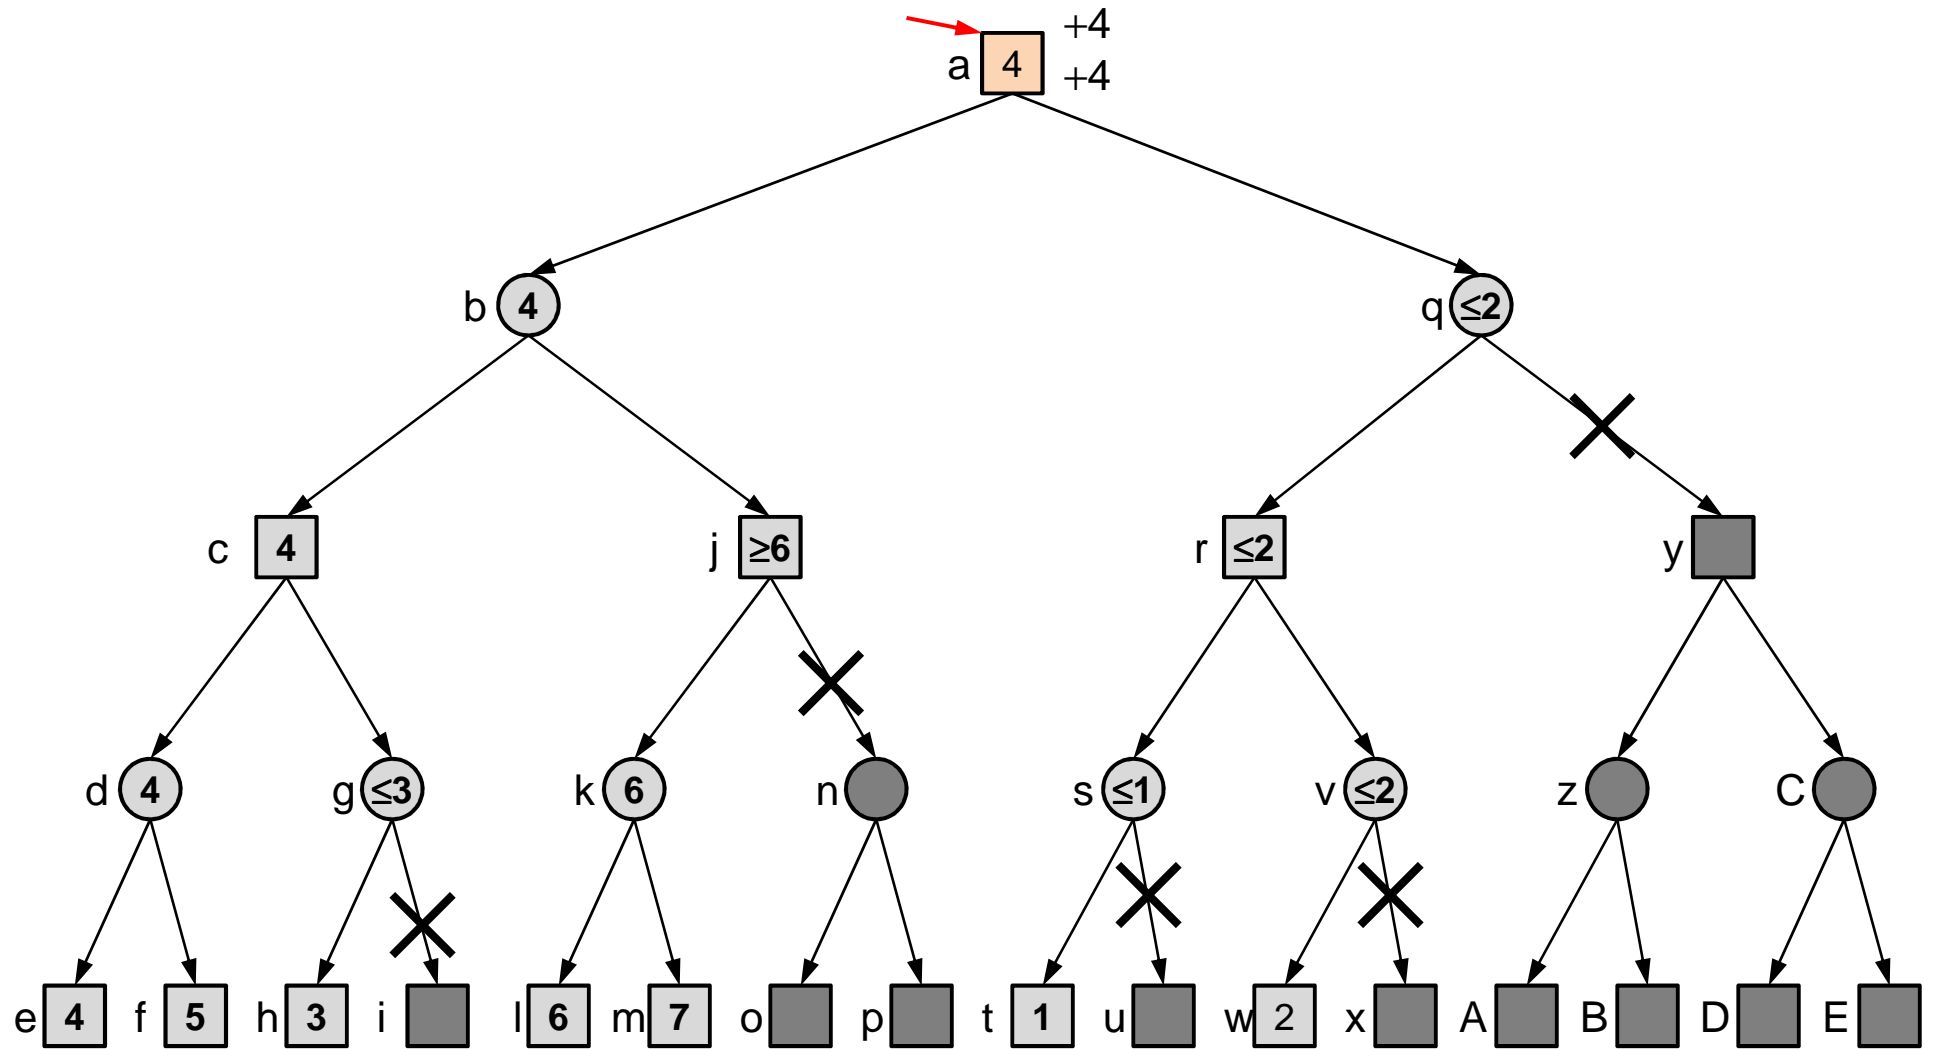 +4
a 4 +4
b 4 q ≤2
c 4 j ≥6 r ≤2 y
d 4 g ≤3 k 6 n s ≤1 v ≤2 z C
e 4 f 5 h 3 i l 6 m 7 o p t 1 u w 2 x A B D E